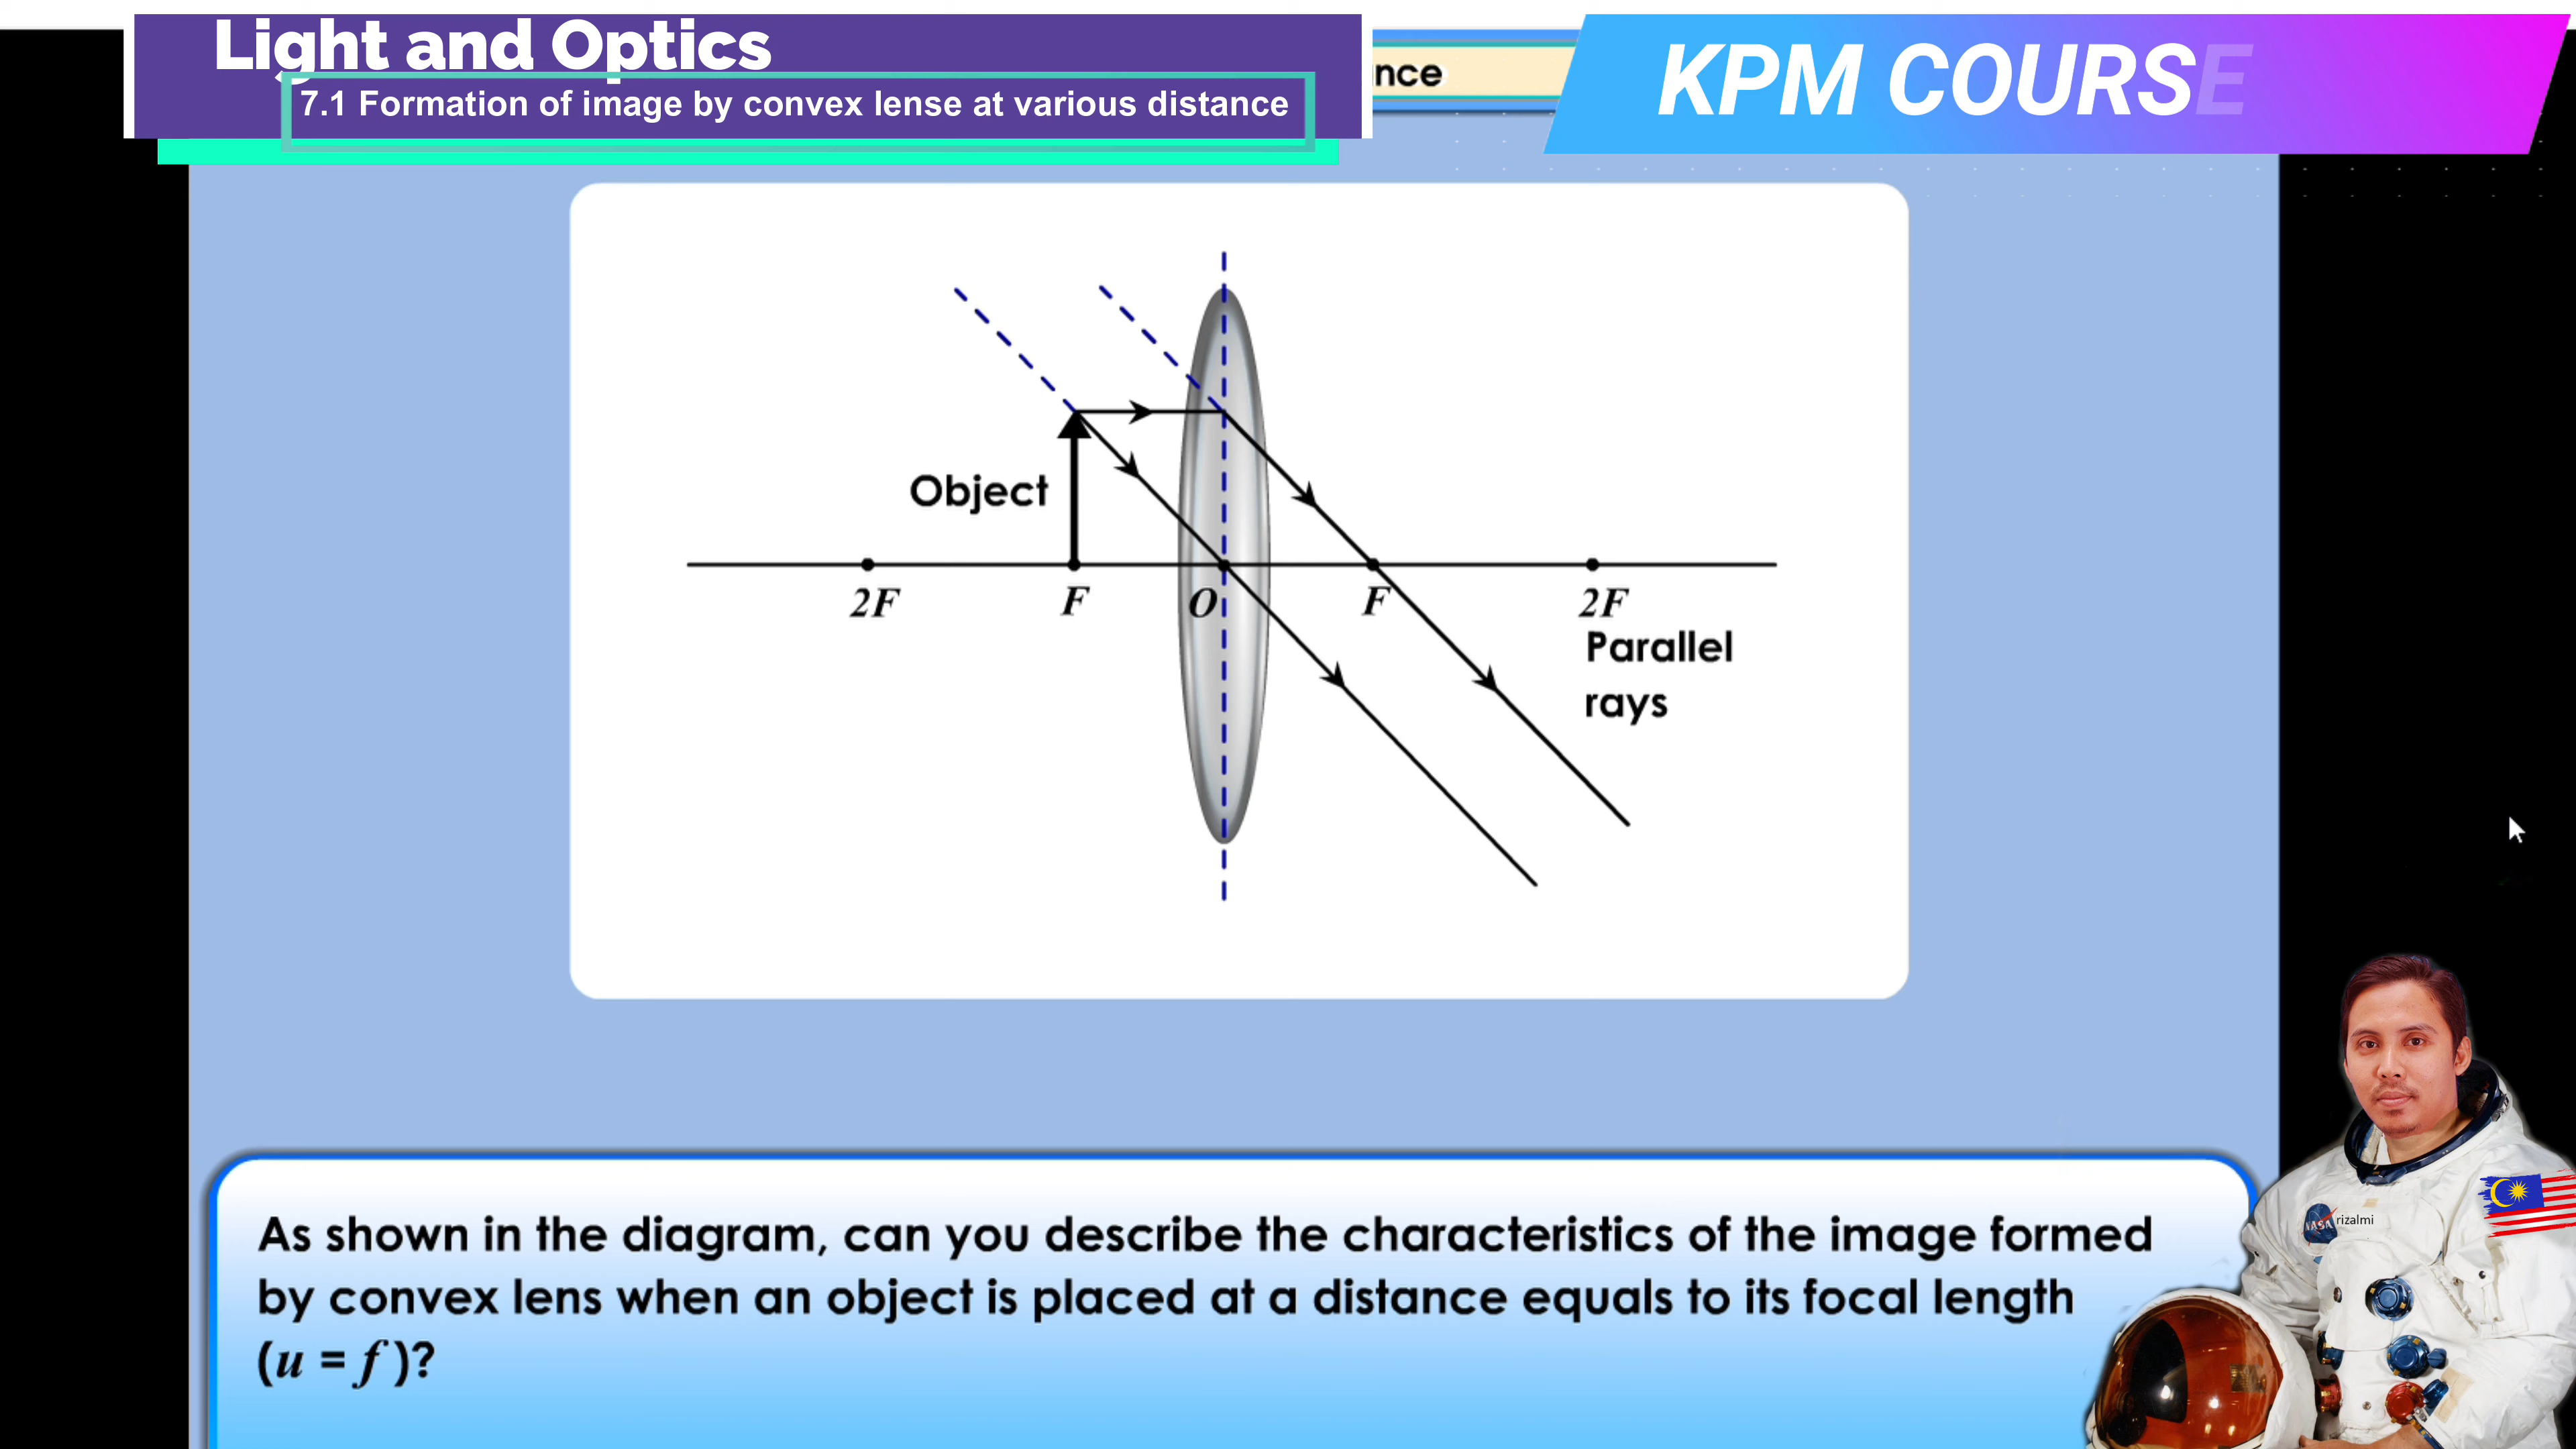 Light and Optics
7.1 Formation of image by convex lense at various distance
nce
KPM COURSE
Object
2F
F
O
F
2F
Parallel
rays
As shown in the diagram, can you describe the characteristics of the image formed
by convex lens when an object is placed at a distance equals to its focal length
(u = f )?
NASA
rizalmi